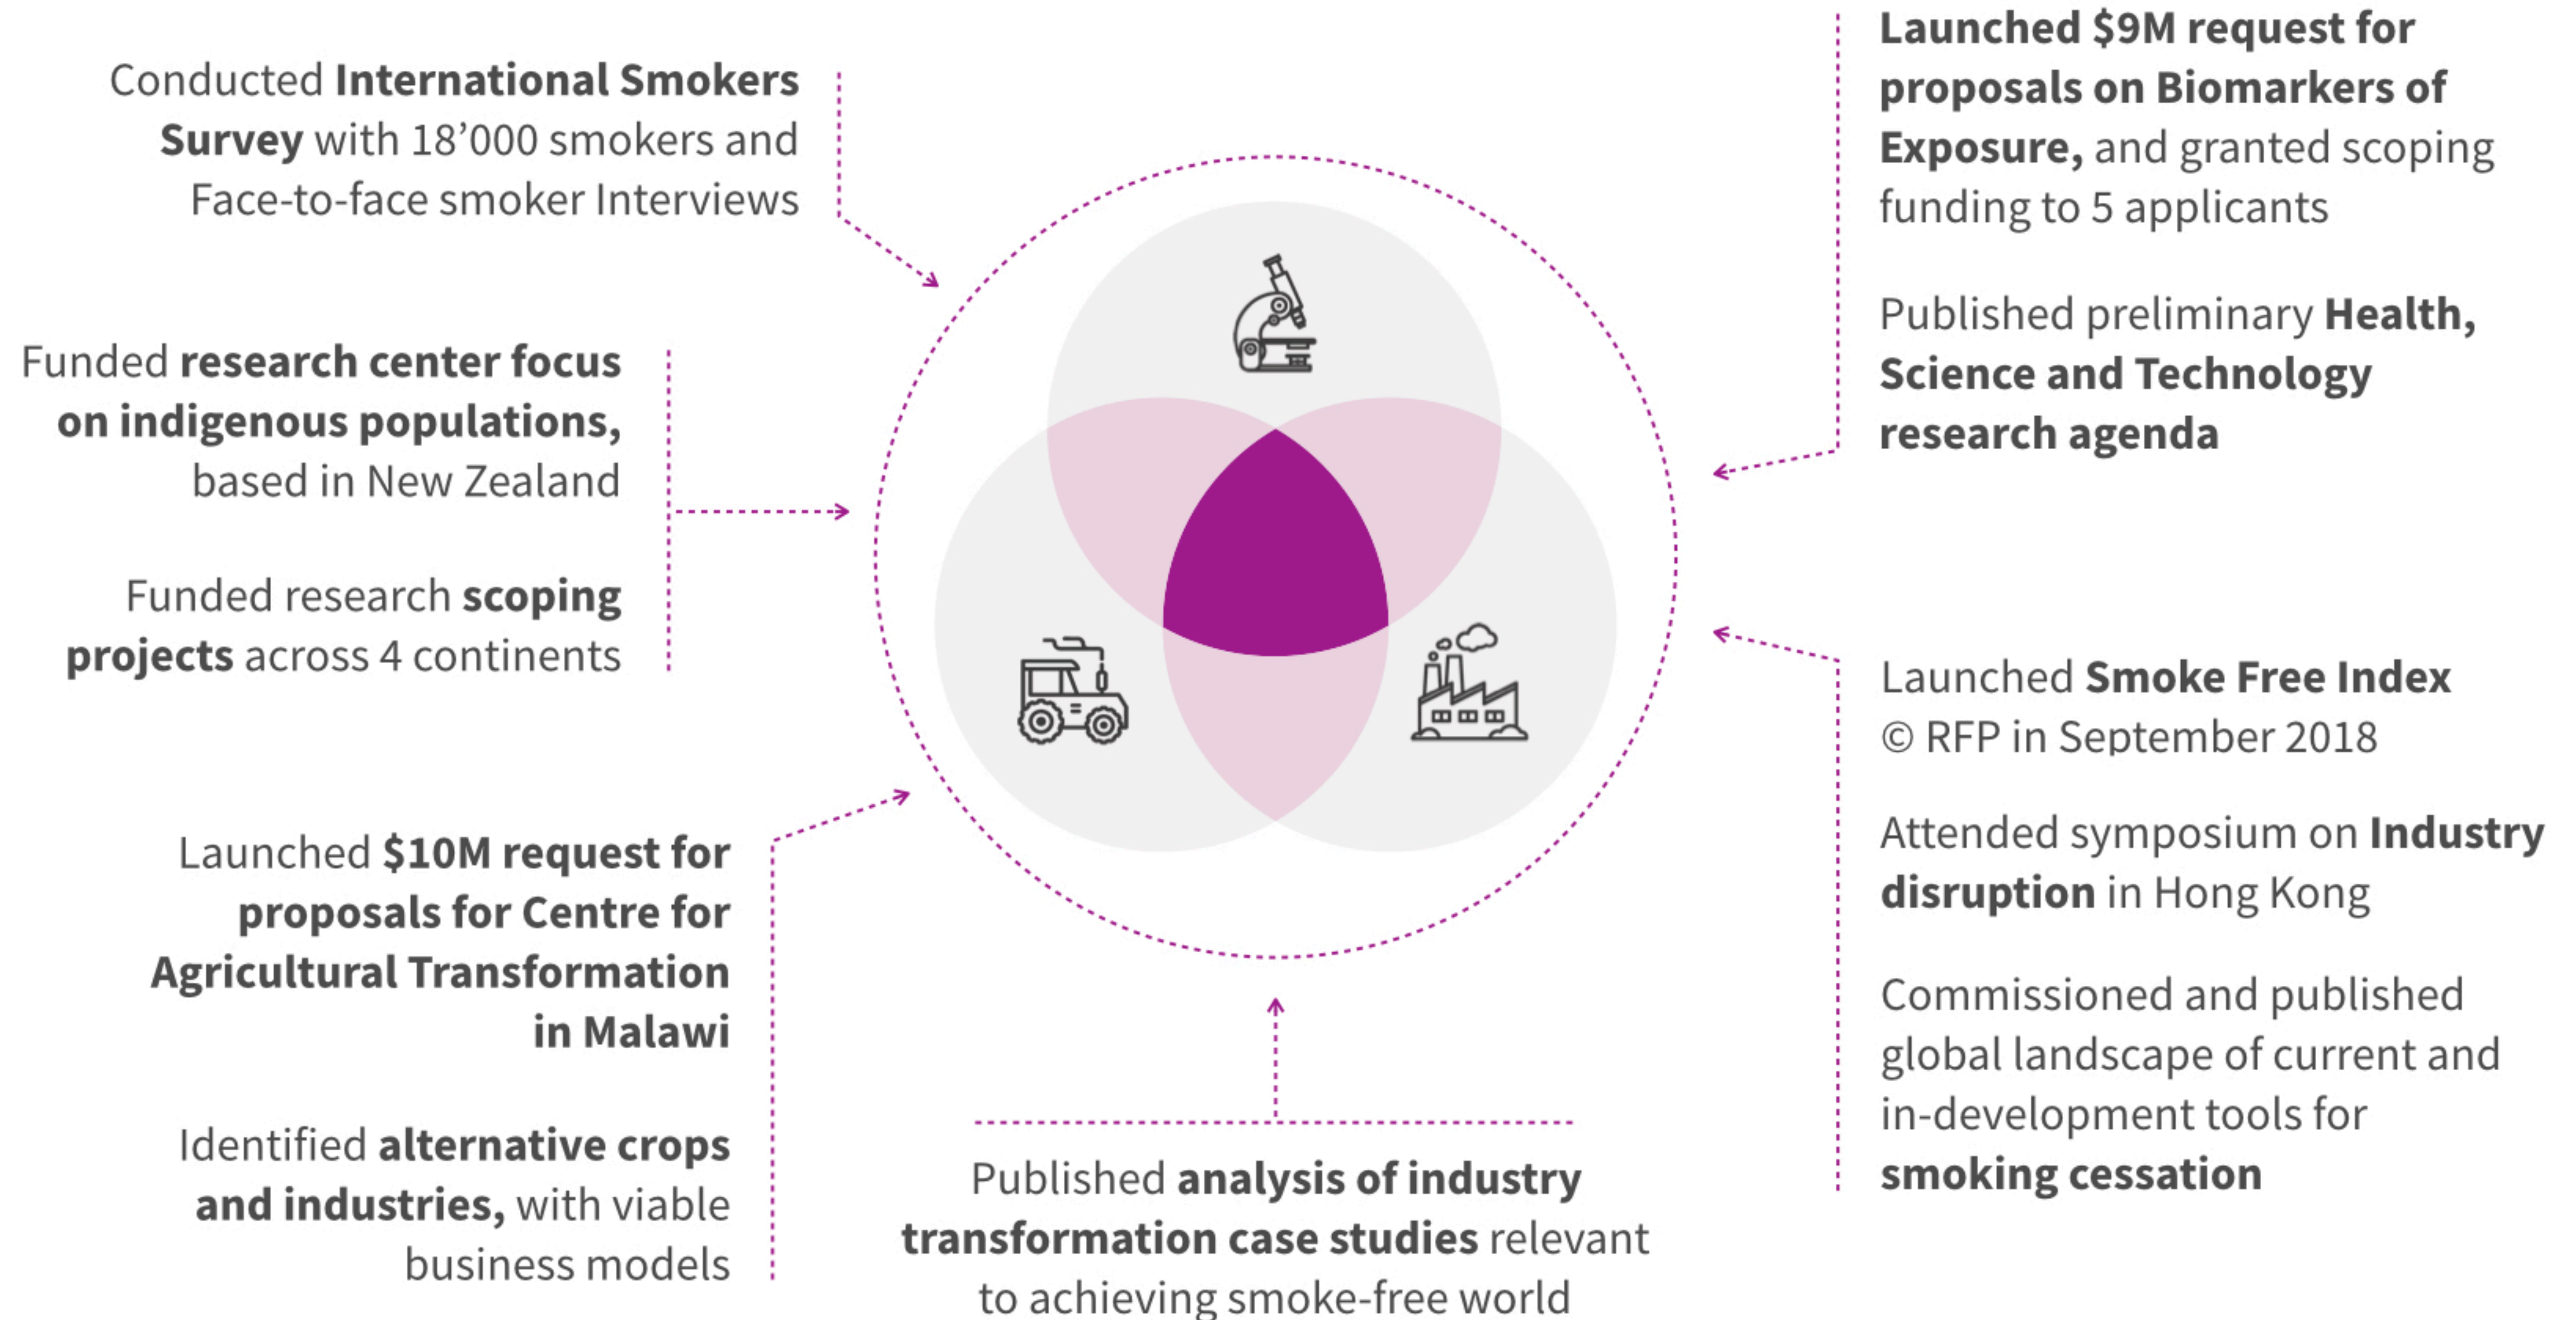 Conducted International Smokers
Survey with 18’000 smokers and
Face-to-face smoker Interviews
Funded research center focus
on indigenous populations,
based in New Zealand
Funded research scoping
projects across 4 continents
Launched $10M request for
proposals for Centre for
Agricultural Transformation
in Malawi
Identified alternative crops
and industries, with viable
business models
Published analysis of industry
transformation case studies relevant
to achieving smoke-free world
Launched $9M request for
proposals on Biomarkers of
Exposure, and granted scoping
funding to 5 applicants
Published preliminary Health,
Science and Technology
research agenda
Launched Smoke Free Index
© RFP in September 2018
Attended symposium on Industry
disruption in Hong Kong
Commissioned and published
global landscape of current and
in-development tools for
smoking cessation